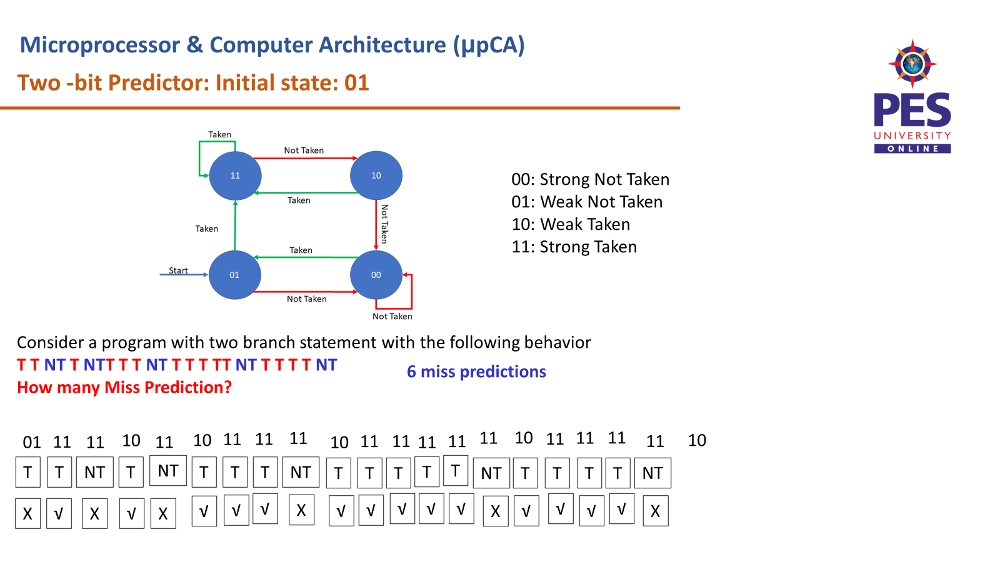 Microprocessor & Computer Architecture (µpCA)
Two -bit Predictor: Initial state: 01
PES
UNIVERSITY
ONLINE
Taken
Not Taken
11
10
Taken
Not Taken
Taken
Taken
Start
01
00
Not Taken
Not Taken
00: Strong Not Taken
01: Weak Not Taken
10: Weak Taken
11: Strong Taken
Consider a program with two branch statement with the following behavior
T T NT T NTT T T NT T T T TT NT T T T T NT
6 miss predictions
How many Miss Prediction?
01 11 11 10 11 10 11 11 11 10 11 11 11 11 11 10 11 11 11 11 10
T T NT T NT T T T NT T T T T T NT T T T T NT
X √ X √ X √ √ √ X √ √ √ √ √ X √ √ √ √ X